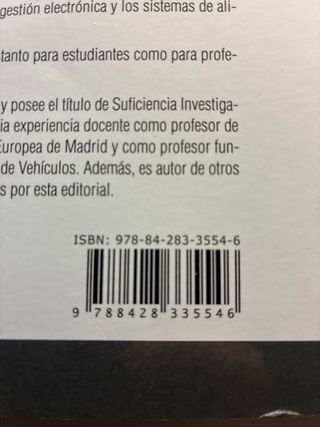 gestión electrónica y los sistemas de ali-
tanto para estudiantes como para profe-
y posee el título de Suficiencia Investiga-
ia experiencia docente como profesor de
Europea de Madrid y como profesor fun-
de Vehículos. Además, es autor de otros
s por esta editorial.
ISBN: 978-84-283-3554-6
9 788428 335546